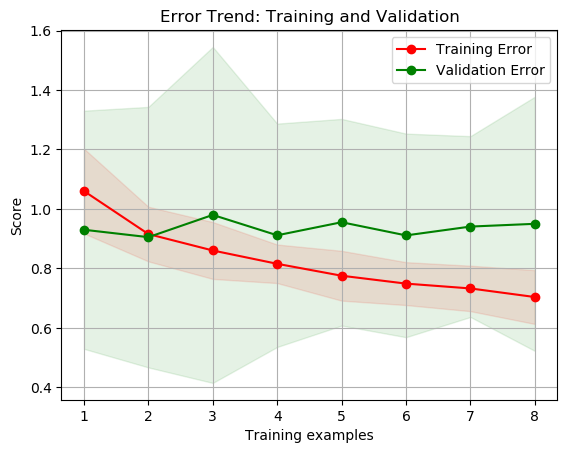 Error Trend: Training and Validation
1.6
1.4
1.2
1.0
0.8
0.6
0.4
Score
Training Error
Validation Error
1 2 3 4 5 6 7 8
Training examples